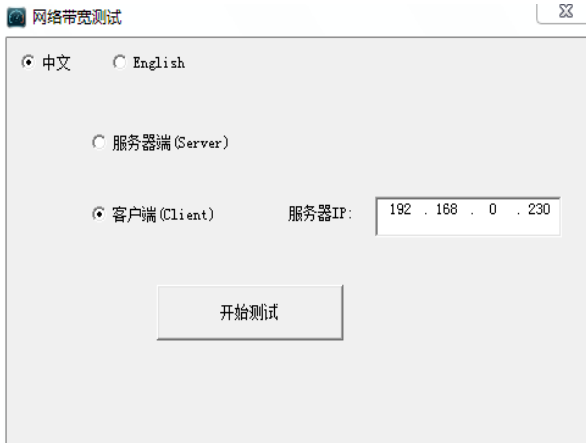 网络带宽测试
中文 English
服务器端(Server)
客户端(Client) 服务器IP: 192 . 168 . 0 . 230
开始测试